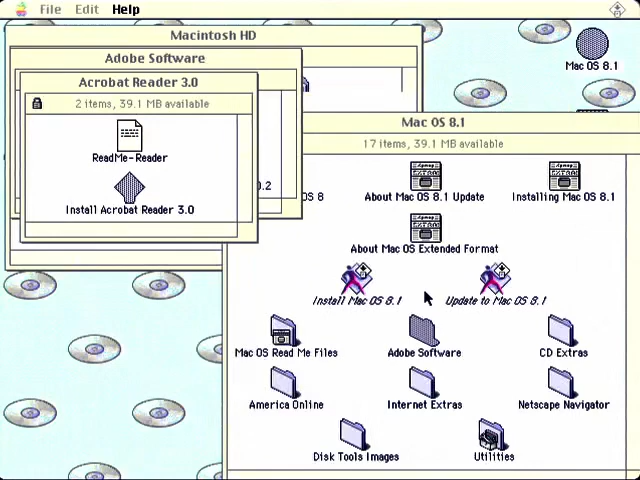 File Edit Help
Macintosh HD
Adobe Software
Acrobat Reader 3.0
2 items, 39.1 MB available
ReadMe-Reader
Install Acrobat Reader 3.0
0.2
OS 8
Mac OS 8.1
Mac OS 8.1
17 items, 39.1 MB available
About Mac OS 8.1 Update
Installing Mac OS 8.1
About Mac OS Extended Format
Install Mac OS 8.1
Update to Mac OS 8.1
Mac OS Read Me Files
Adobe Software
CD Extras
America Online
Internet Extras
Netscape Navigator
Disk Tools Images
Utilities